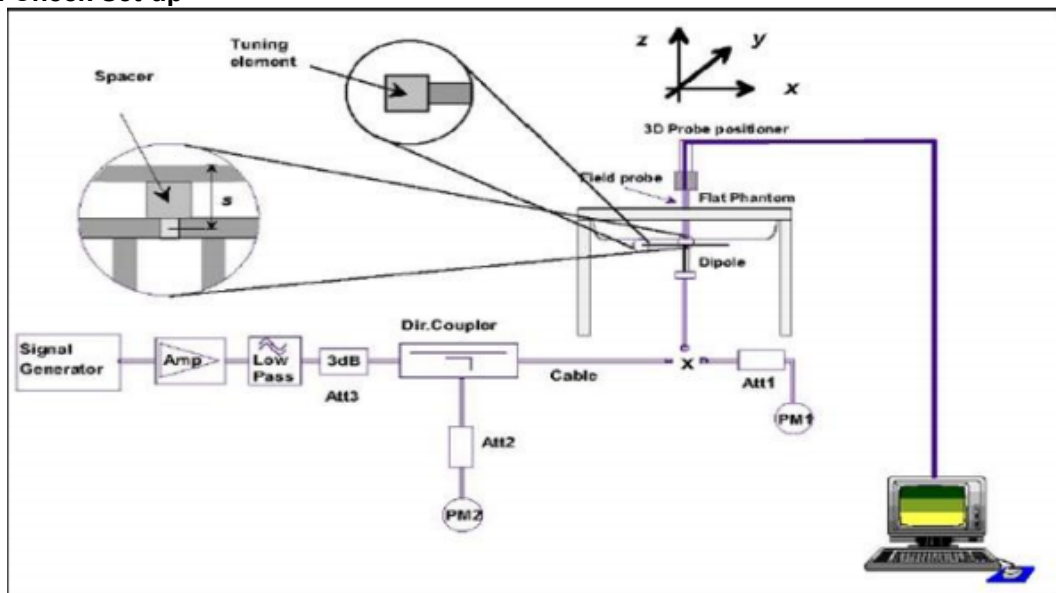 Tuning
element
Spacer
z
y
x
3D Probe positioner
Field probe
s
Flat Phantom
Dipole
Dir.Coupler
Signal
Generator
Amp
Low
Pass
3dB
Att3
Cable
x
Att1
PM1
Att2
PM2